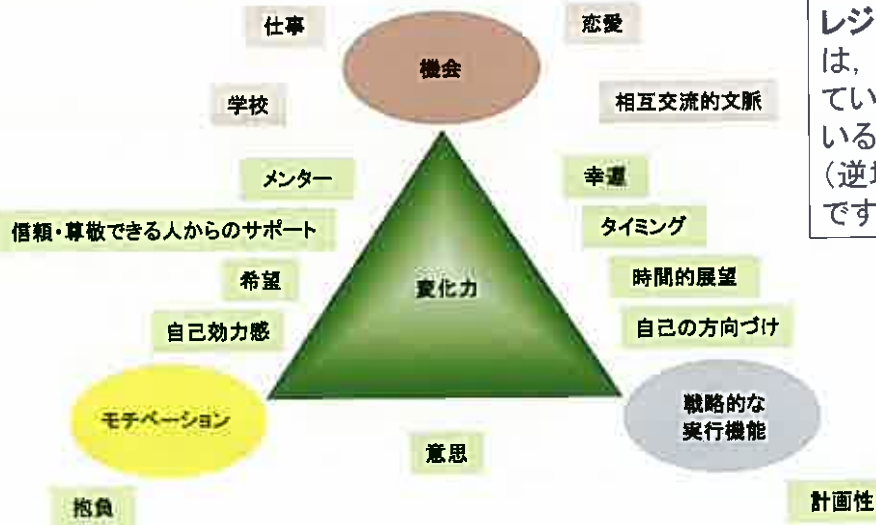 仕事
恋愛
機会
学校
相互交流的文脈
メンター
幸運
信頼・尊敬できる人からのサポート
タイミング
希望
変化力
時間的展望
自己効力感
自己の方向づけ
モチベーション
戦略的な
実行機能
意思
抱負
計画性
レジ
は，
てい
いる
（逆境
です